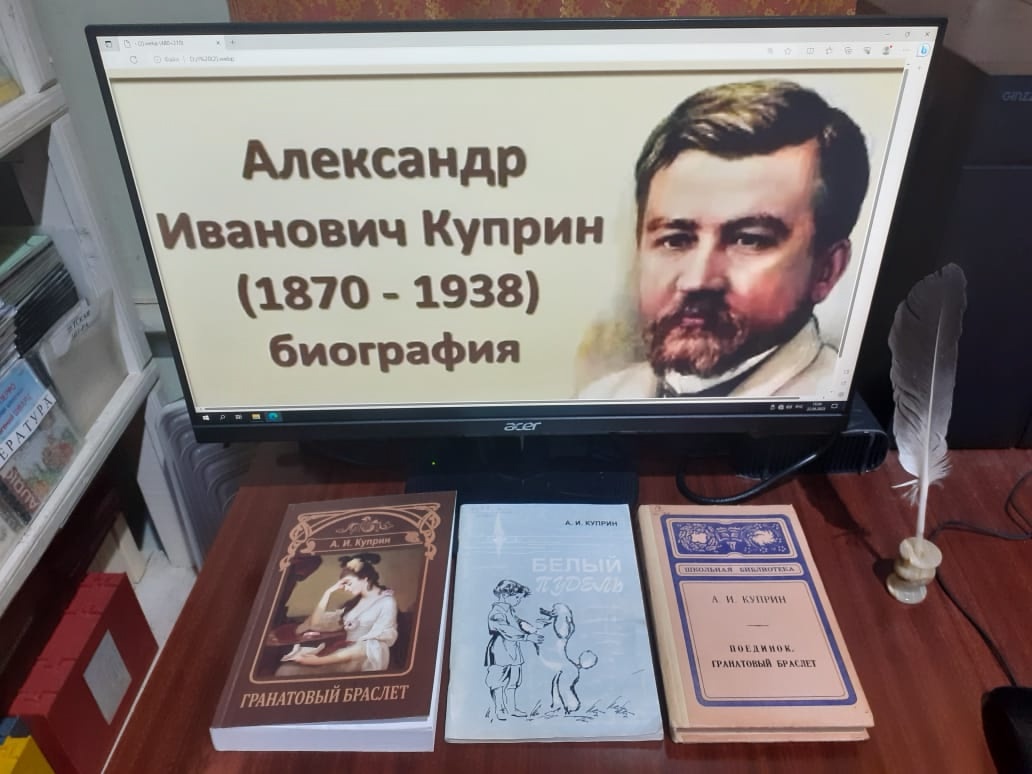 Александр
Иванович Куприн
(1870 - 1938)
биография
acer
А. И. Куприн
ГРАНАТОВЫЙ БРАСЛЕТ
А. И. КУПРИН
БЕЛЫЙ
ПУДЕЛЬ
ШКОЛЬНАЯ БИБЛИОТЕКА
А. И. КУПРИН
ПОЕДИНОК.
ГРАНАТОВЫЙ БРАСЛЕТ